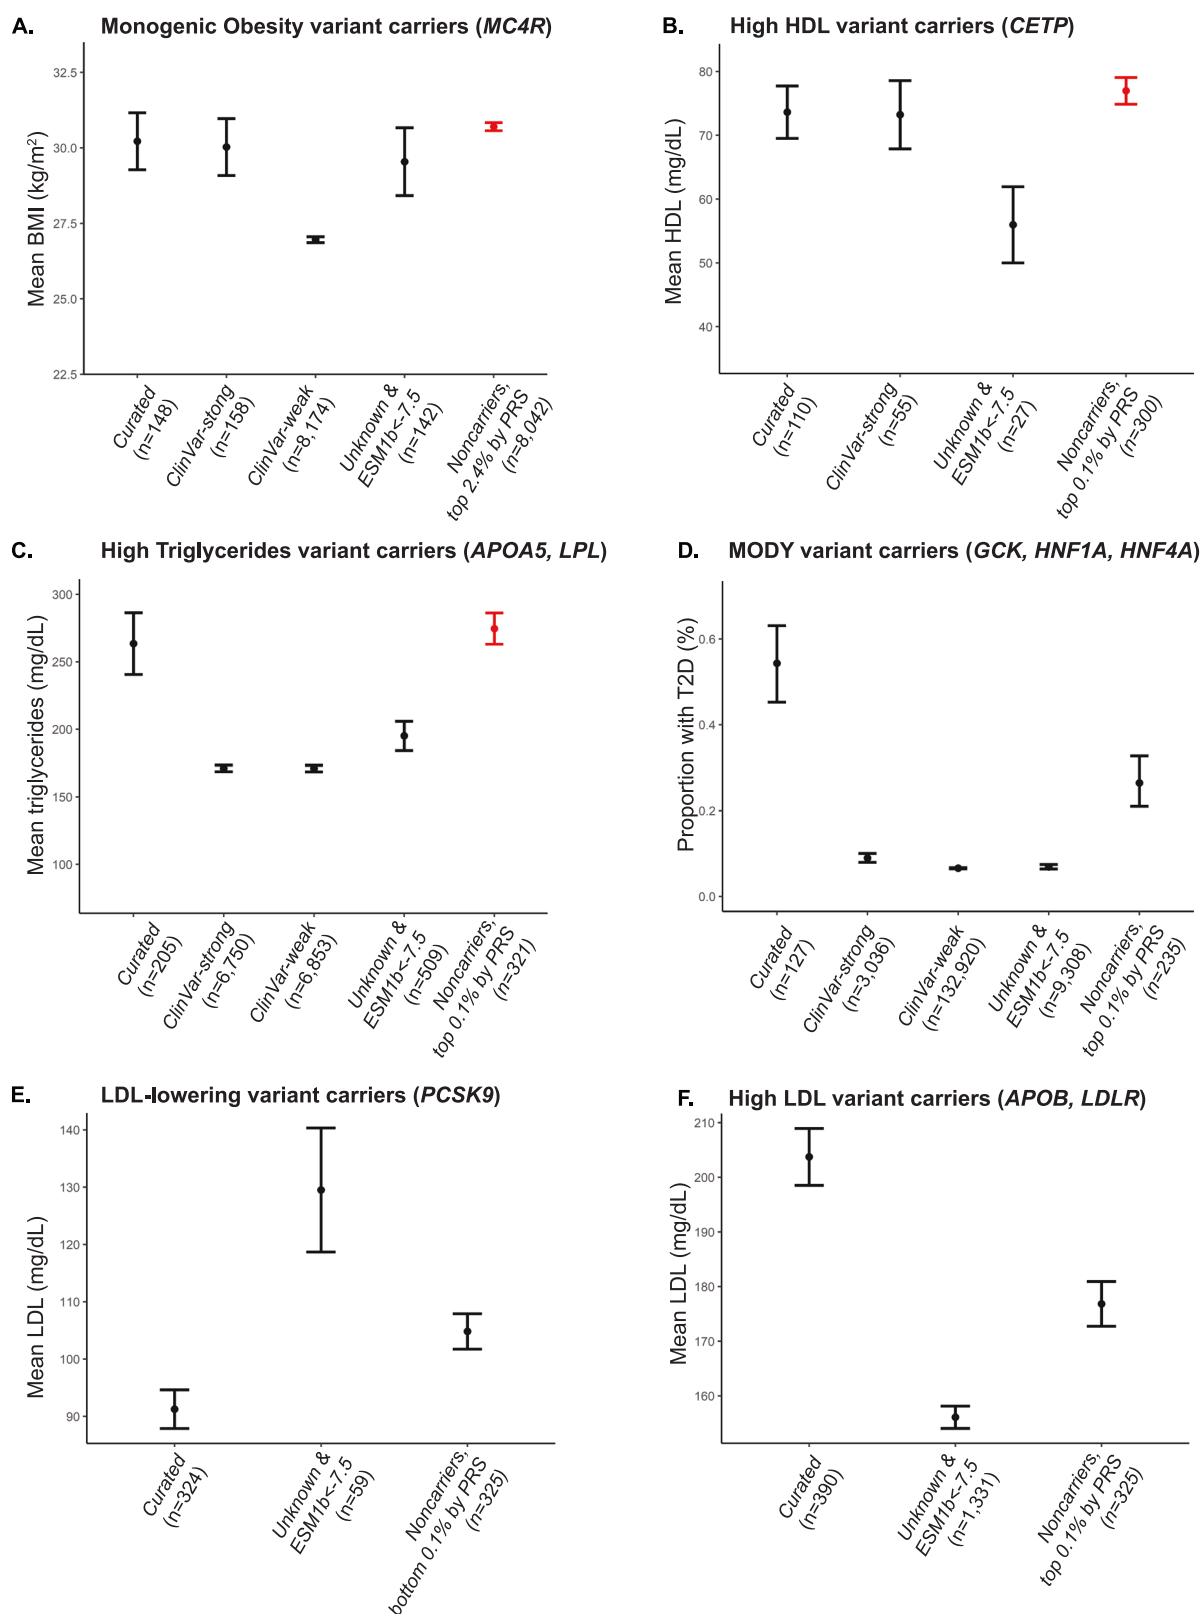 A. Monogenic Obesity variant carriers (MC4R)
Mean BMI (kg/m²)
32.5
30.0
27.5
25.0
22.5
Curated
(n=148)
ClinVar-stong
(n=158)
ClinVar-weak
(n=8,174)
Unknown &
ESM1b<-7.5
(n=142)
Noncarriers,
top 2.4% by PRS
(n=8,042)
B. High HDL variant carriers (CETP)
Mean HDL (mg/dL)
80
70
60
50
40
Curated
(n=110)
ClinVar-strong
(n=55)
Unknown &
ESM1b<-7.5
(n=27)
Noncarriers,
top 0.1% by PRS
(n=300)
C. High Triglycerides variant carriers (APOA5, LPL)
Mean triglycerides (mg/dL)
300
250
200
150
100
Curated
(n=205)
ClinVar-strong
(n=6,750)
ClinVar-weak
(n=6,853)
Unknown &
ESM1b<-7.5
(n=509)
Noncarriers,
top 0.1% by PRS
(n=321)
D. MODY variant carriers (GCK, HNF1A, HNF4A)
Proportion with T2D (%)
0.6
0.4
0.2
0.0
Curated
(n=127)
ClinVar-strong
(n=3,036)
ClinVar-weak
(n=132,920)
Unknown &
ESM1b<-7.5
(n=9,308)
Noncarriers,
top 0.1% by PRS
(n=235)
E. LDL-lowering variant carriers (PCSK9)
Mean LDL (mg/dL)
140
130
120
110
100
90
Curated
(n=324)
Unknown &
ESM1b<-7.5
(n=59)
Noncarriers,
bottom 0.1% by PRS
(n=325)
F. High LDL variant carriers (APOB, LDLR)
Mean LDL (mg/dL)
210
200
190
180
170
160
Curated
(n=390)
Unknown &
ESM1b<-7.5
(n=1,331)
Noncarriers,
top 0.1% by PRS
(n=325)